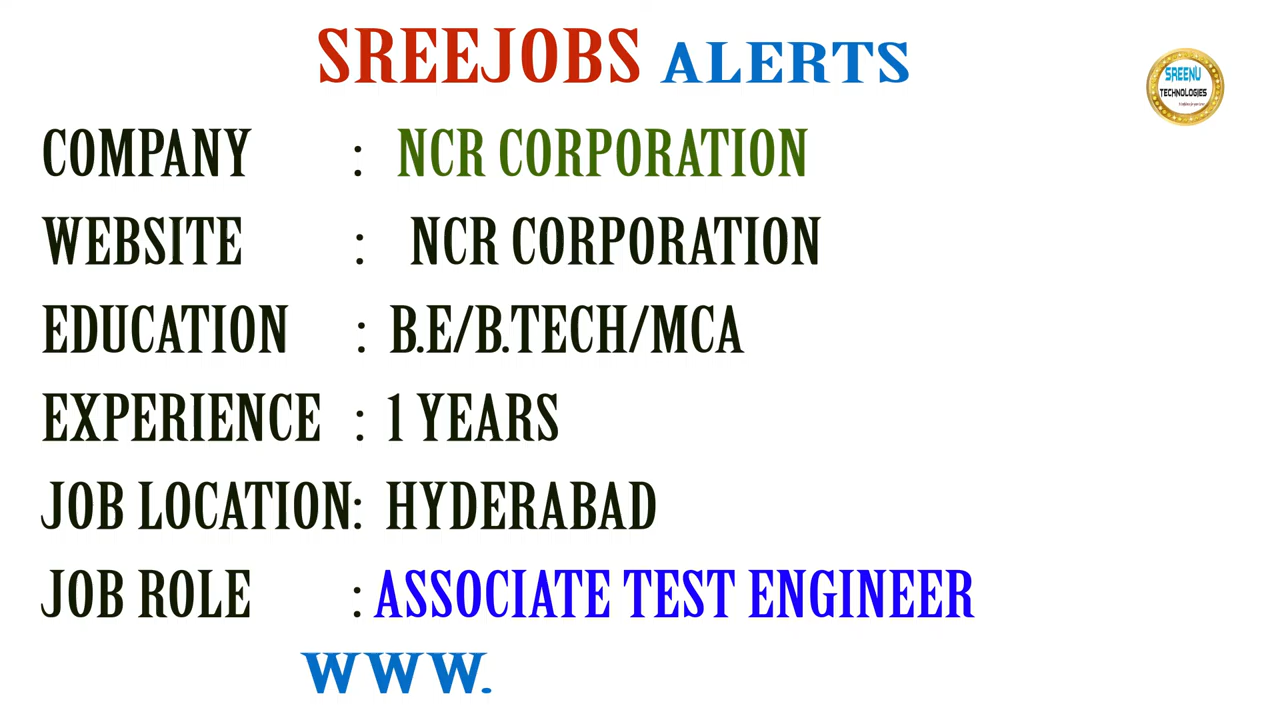 SREEJOBS ALERTS
SREENU
TECHNOLOGIES
COMPANY : NCR CORPORATION
WEBSITE : NCR CORPORATION
EDUCATION : B.E/B.TECH/MCA
EXPERIENCE : 1 YEARS
JOB LOCATION: HYDERABAD
JOB ROLE : ASSOCIATE TEST ENGINEER
WWW.